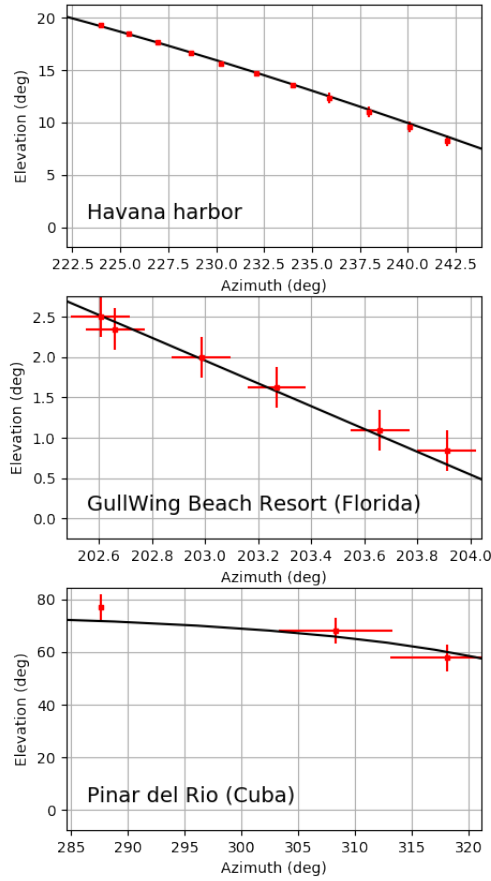 20
15
10
5
0
Elevation (deg)
Havana harbor
222.5 225.0 227.5 230.0 232.5 235.0 237.5 240.0 242.5
Azimuth (deg)
2.5
2.0
1.5
1.0
0.5
0.0
Elevation (deg)
GullWing Beach Resort (Florida)
202.6 202.8 203.0 203.2 203.4 203.6 203.8 204.0
Azimuth (deg)
80
60
40
20
0
Elevation (deg)
Pinar del Rio (Cuba)
285 290 295 300 305 310 315 320
Azimuth (deg)